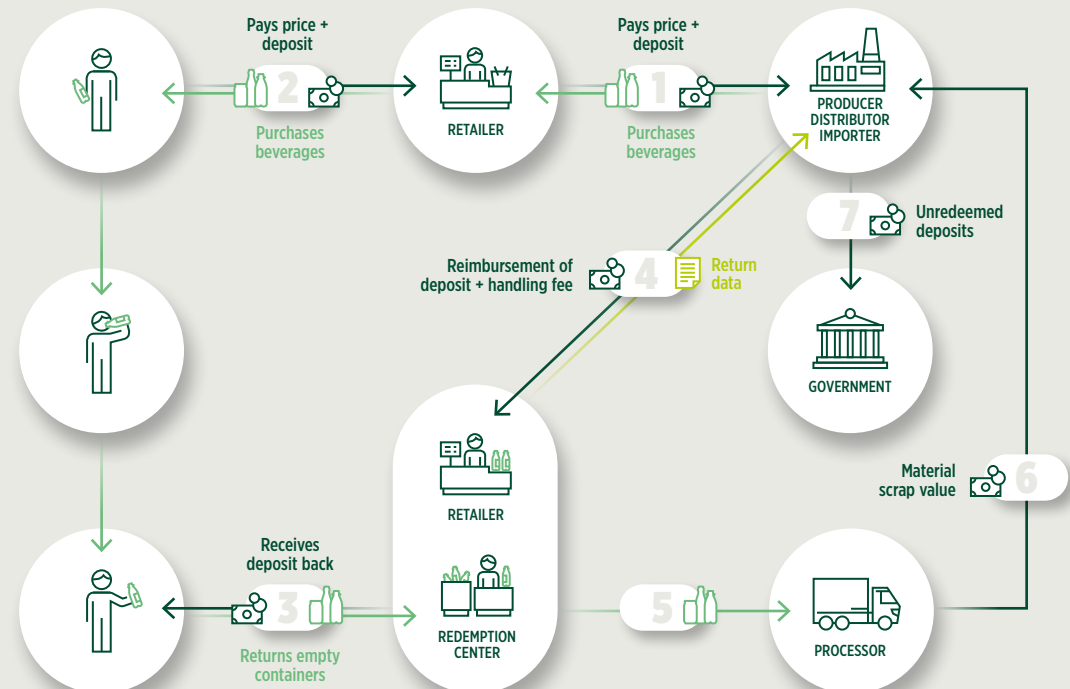 Pays price +
deposit
2
Purchases
beverages
RETAILER
Pays price +
deposit
1
Purchases
beverages
PRODUCER
DISTRIBUTOR
IMPORTER
7
Unredeemed
deposits
Reimbursement of
deposit + handling fee
4
Return
data
GOVERNMENT
RETAILER
Material
scrap value
6
Receives
deposit back
3
Returns empty
containers
REDEMPTION
CENTER
5
PROCESSOR